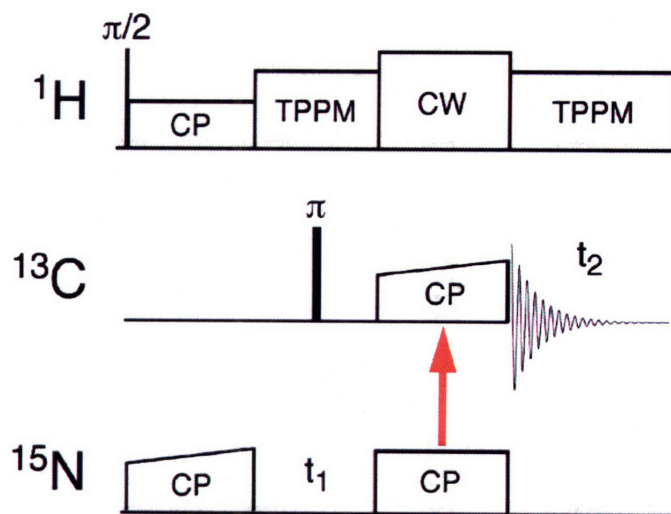 π/2
¹H CP TPPM CW TPPM
π
¹³C CP t₂
¹⁵N CP t₁ CP